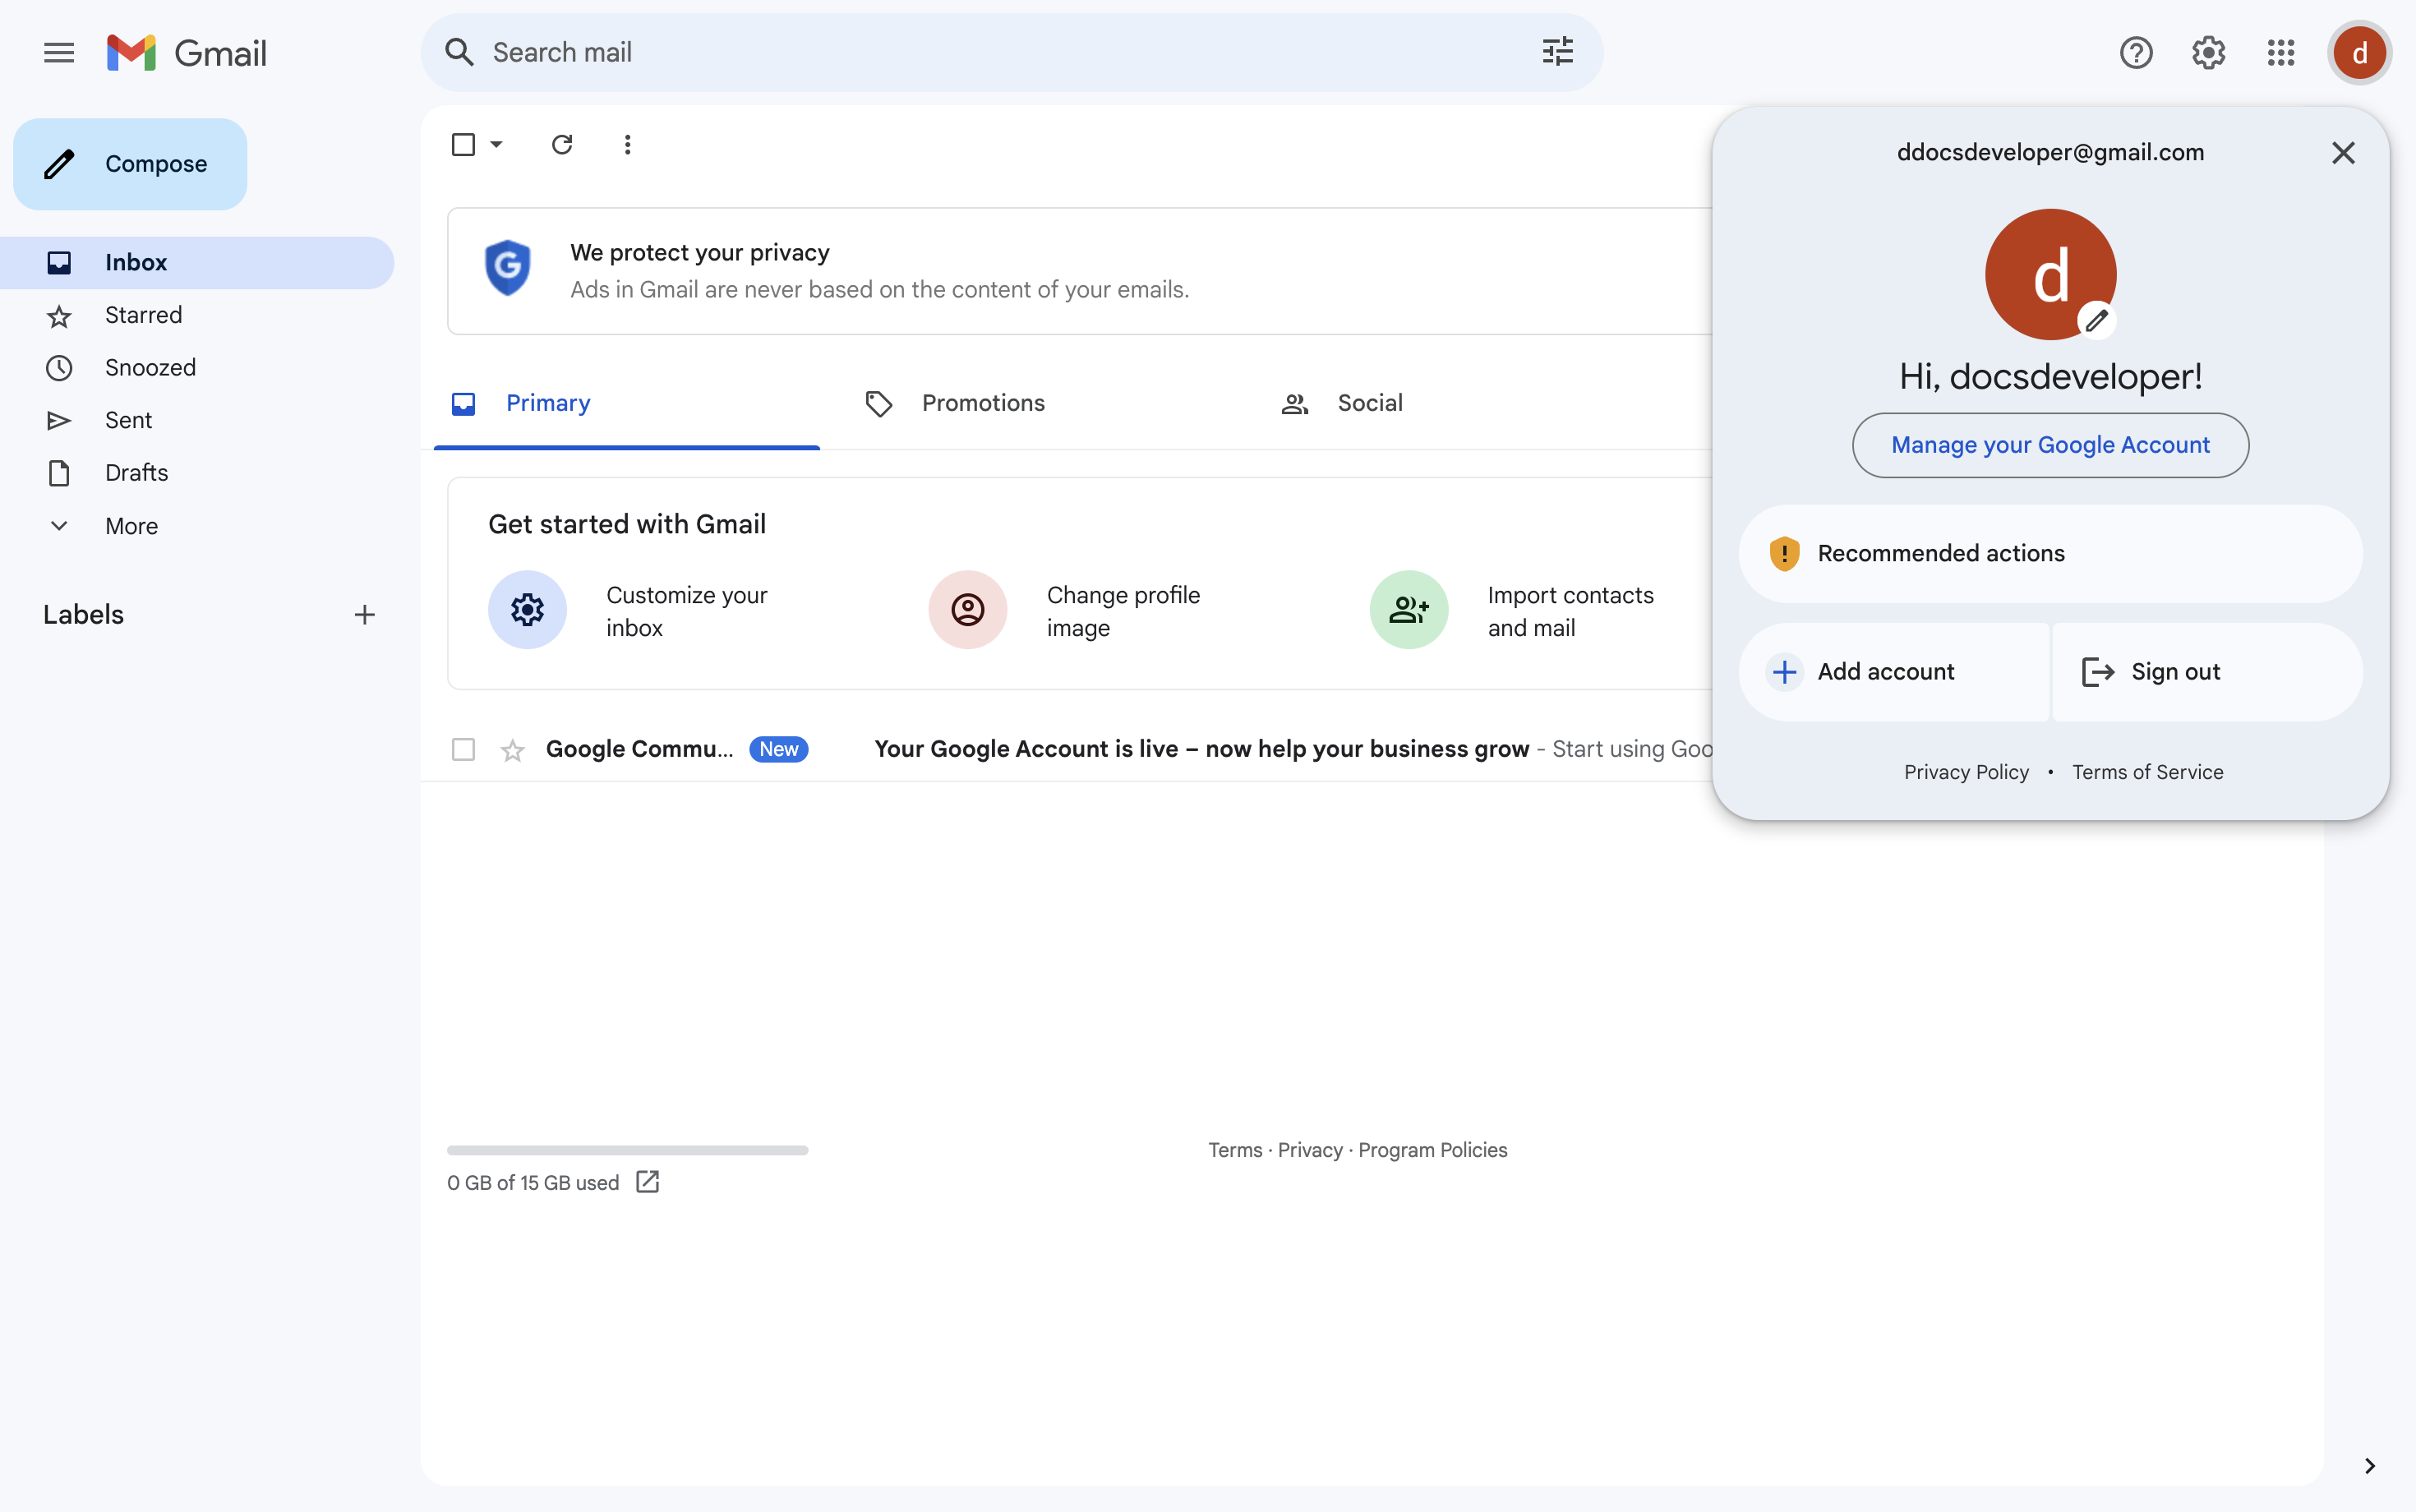 Gmail
Search mail
d
Compose
Inbox
Starred
Snoozed
Sent
Drafts
More
Labels
We protect your privacy
Ads in Gmail are never based on the content of your emails.
Primary
Promotions
Social
Get started with Gmail
Customize your
inbox
Change profile
image
Import contacts
and mail
Google Commu... New Your Google Account is live – now help your business grow - Start using Goo
0 GB of 15 GB used
Terms · Privacy · Program Policies
ddocsdeveloper@gmail.com
d
Hi, docsdeveloper!
Manage your Google Account
Recommended actions
Add account
Sign out
Privacy Policy • Terms of Service